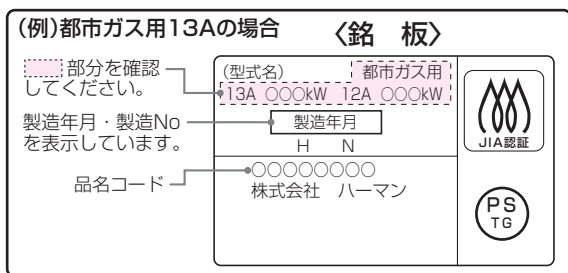 (例)都市ガス用13Aの場合
〈銘 板〉
部分を確認
してください。
製造年月・製造No
を表示しています。
品名コード
(型式名) 都市ガス用
13A ○○○kW 12A ○○○kW
製造年月
H N
○○○○○○○○
株式会社 ハーマン
JIA認証
PS
TG